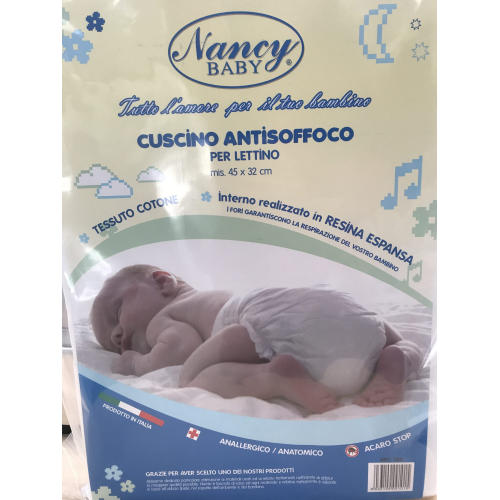 Nancy
BABY®
Tutto l'amore per il tuo bambino
CUSCINO ANTISOFFOCO
PER LETTINO
mis. 45 x 32 cm
TESSUTO COTONE
Interno realizzato in RESINA ESPANSA
I FORI GARANTISCONO LA RESPIRAZIONE DEL VOSTRO BAMBINO
PRODOTTO IN ITALIA
ANALLERGICO / ANATOMICO
ACARO STOP
GRAZIE PER AVER SCELTO UNO DEI NOSTRI PRODOTTI